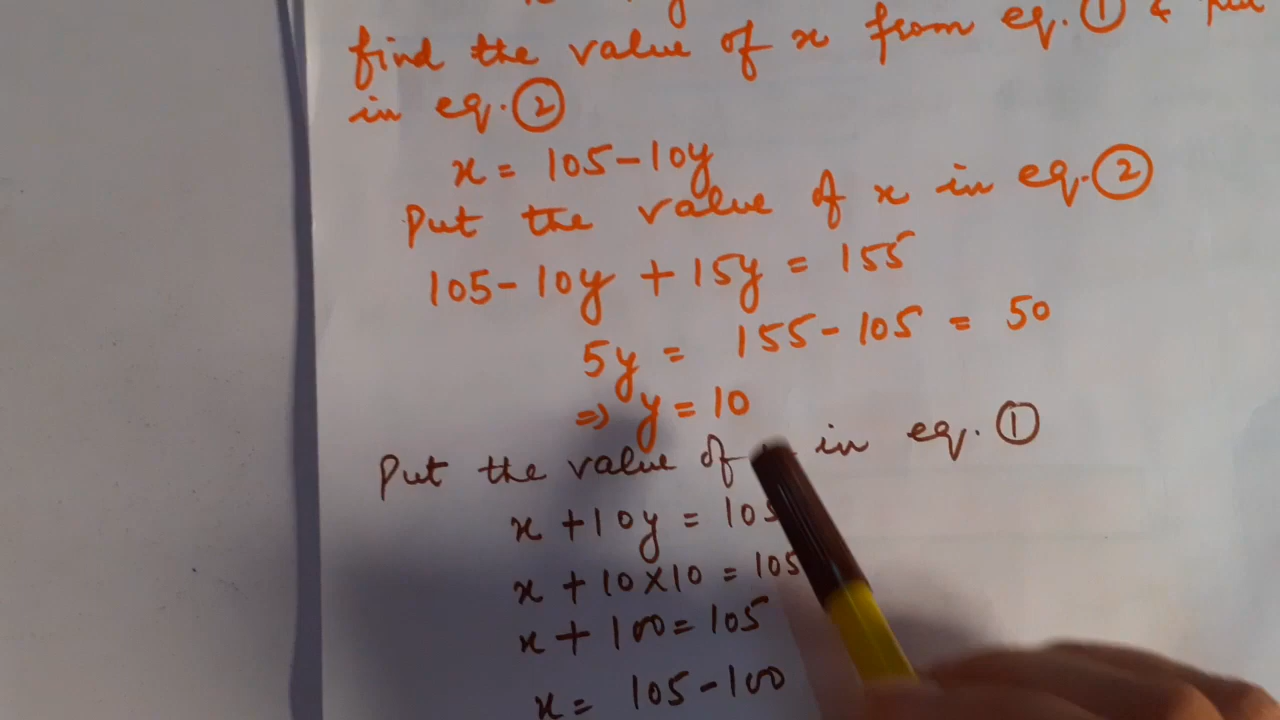 find the value of x from eq. ① &
in eq. ②
x = 105 - 10y
Put the value of x in eq. ②
105 - 10y + 15y = 155
5y = 155 - 105 = 50
⇒ y = 10
Put the value of in eq. ①
x + 10y = 105
x + 10 × 10 = 105
x + 100 = 105
x = 105 - 100